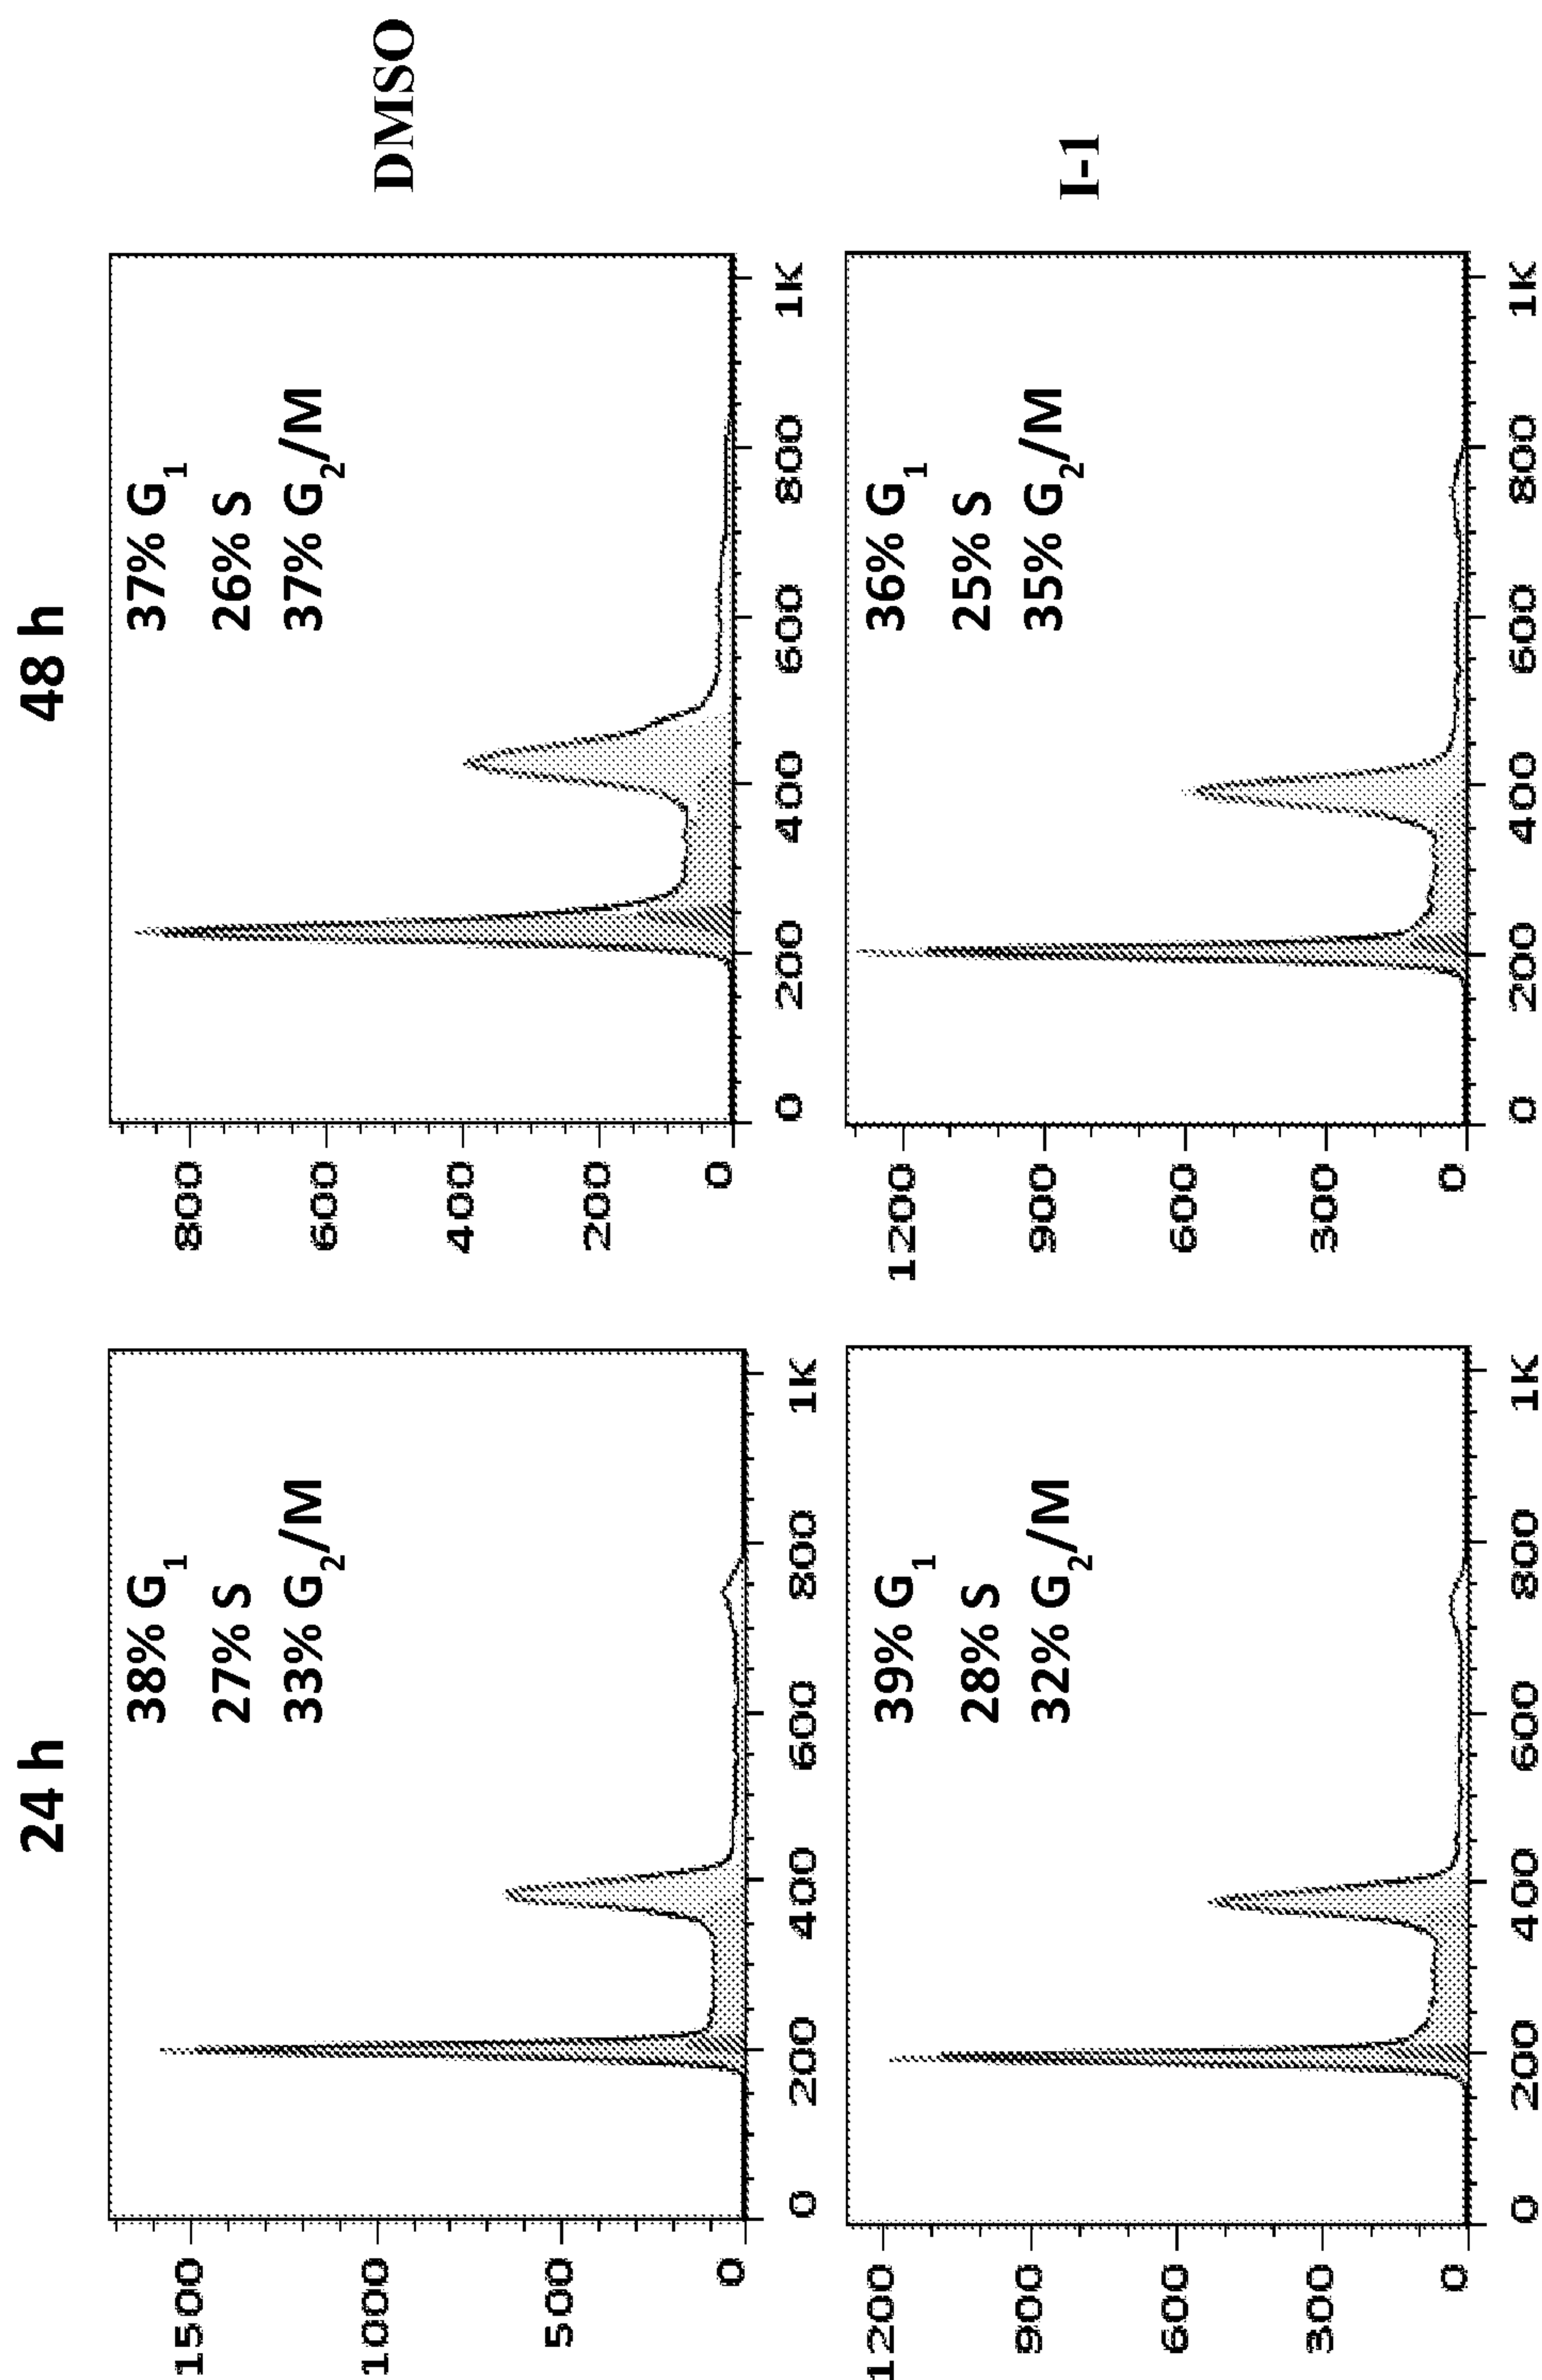 24 h
48 h
1500
1000
500
0
38% G1
27% S
33% G2/M
0 200 400 600 800 1K
800
600
400
200
0
37% G1
26% S
37% G2/M
0 200 400 600 800 1K
DMSO
1200
900
600
300
0
39% G1
28% S
32% G2/M
0 200 400 600 800 1K
1200
900
600
300
0
36% G1
25% S
35% G2/M
0 200 400 600 800 1K
I-1